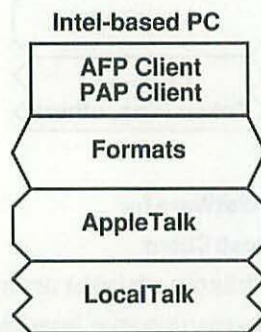 Intel-based PC
AFP Client
PAP Client
Formats
AppleTalk
LocalTalk